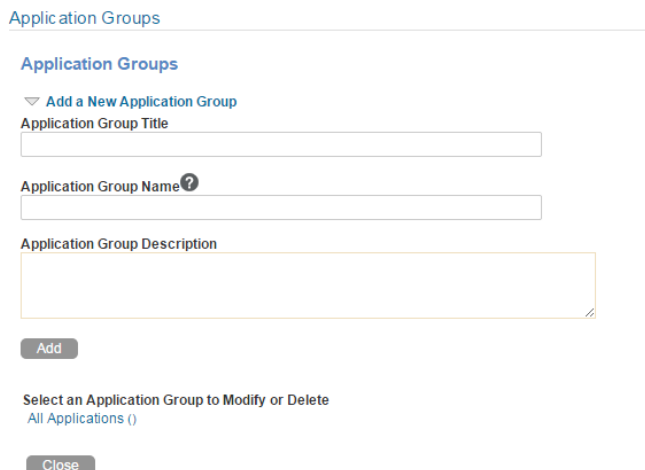 Application Groups
Application Groups
Add a New Application Group
Application Group Title
Application Group Name?
Application Group Description
Add
Select an Application Group to Modify or Delete
All Applications ()
Close